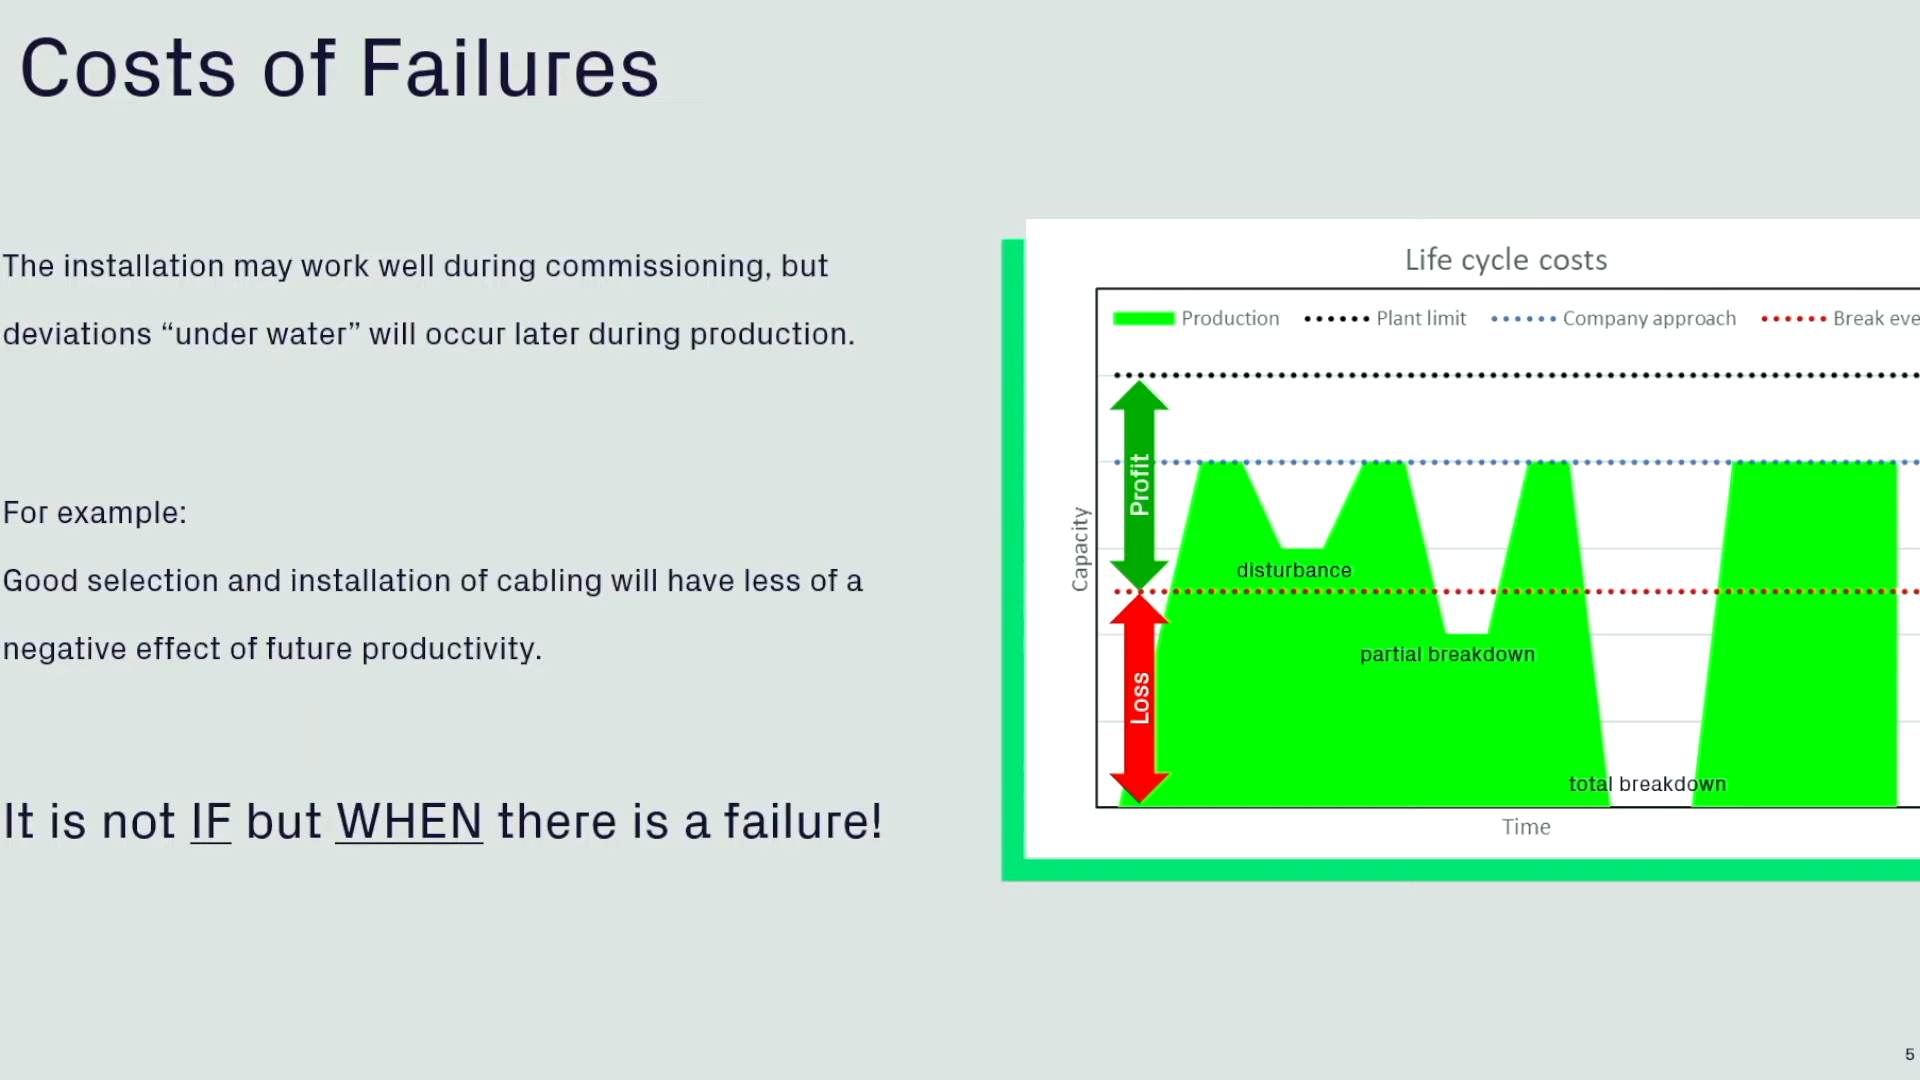 Costs of Failures
The installation may work well during commissioning, but
deviations “under water” will occur later during production.
For example:
Good selection and installation of cabling will have less of a
negative effect of future productivity.
It is not IF but WHEN there is a failure!
Life cycle costs
Production Plant limit Company approach Break eve
Profit
Capacity
disturbance
partial breakdown
Loss
total breakdown
Time
5